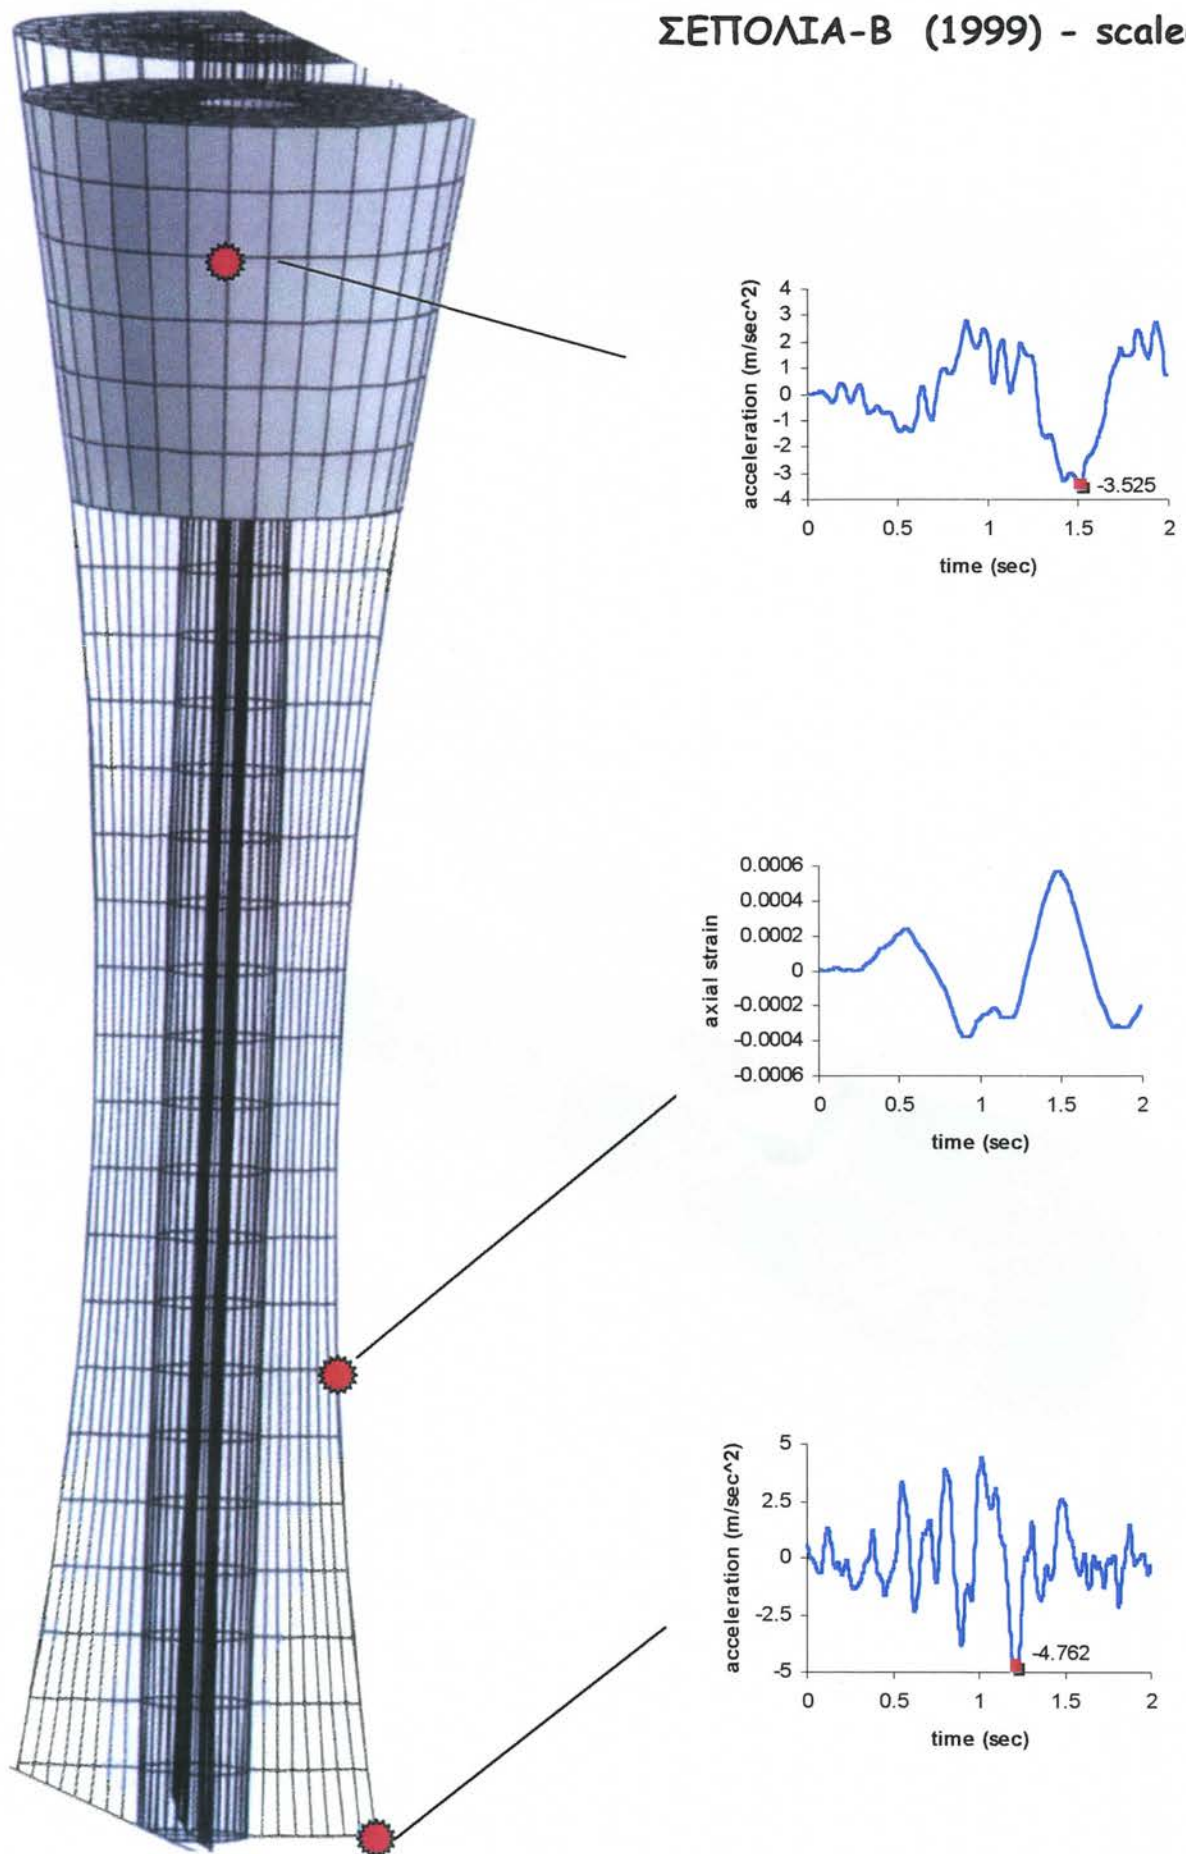 ΣΕΠΟΛΙΑ-Β (1999) - scale
acceleration (m/sec^2)
4
3
2
1
0
-1
-2
-3
-4
-3.525
0 0.5 1 1.5 2
time (sec)
axial strain
0.0006
0.0004
0.0002
0
-0.0002
-0.0004
-0.0006
0 0.5 1 1.5 2
time (sec)
acceleration (m/sec^2)
5
2.5
0
-2.5
-5
-4.762
0 0.5 1 1.5 2
time (sec)